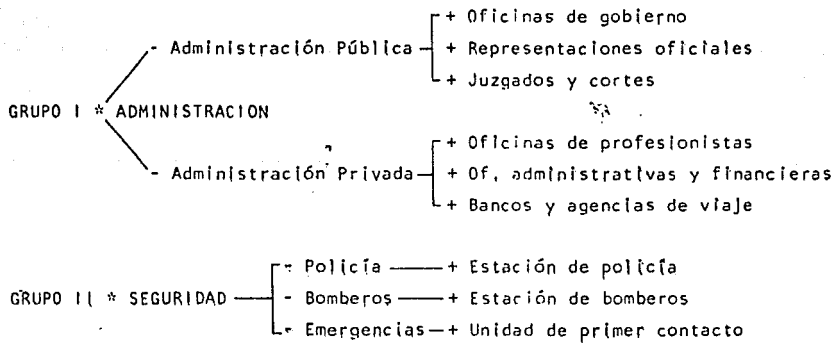 + Oficinas de gobierno
- Administración Pública + Representaciones oficiales
+ Juzgados y cortes
GRUPO I * ADMINISTRACION
+ Oficinas de profesionistas
- Administración Privada + Of. administrativas y financieras
+ Bancos y agencias de viaje
- Policía + Estación de policía
GRUPO II * SEGURIDAD - Bomberos + Estación de bomberos
- Emergencias + Unidad de primer contacto